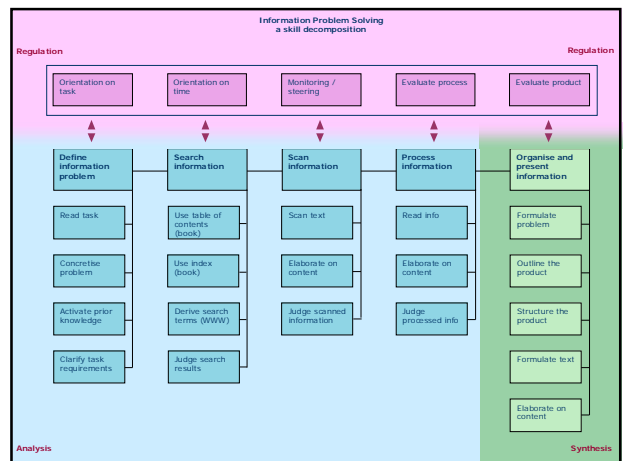 Information Problem Solving
a skill decomposition
Regulation
Regulation
Orientation on
task
Orientation on
time
Monitoring /
steering
Evaluate process
Evaluate product
Define
information
problem
Search
information
Scan
information
Process
information
Organise and
present
information
Read task
Use table of
contents
(book)
Scan text
Read info
Formulate
problem
Concretise
problem
Use index
(book)
Elaborate on
content
Elaborate on
content
Outline the
product
Activate prior
knowledge
Derive search
terms (WWW)
Judge scanned
information
Judge
processed info
Structure the
product
Clarify task
requirements
Judge search
results
Formulate text
Elaborate on
content
Analysis
Synthesis